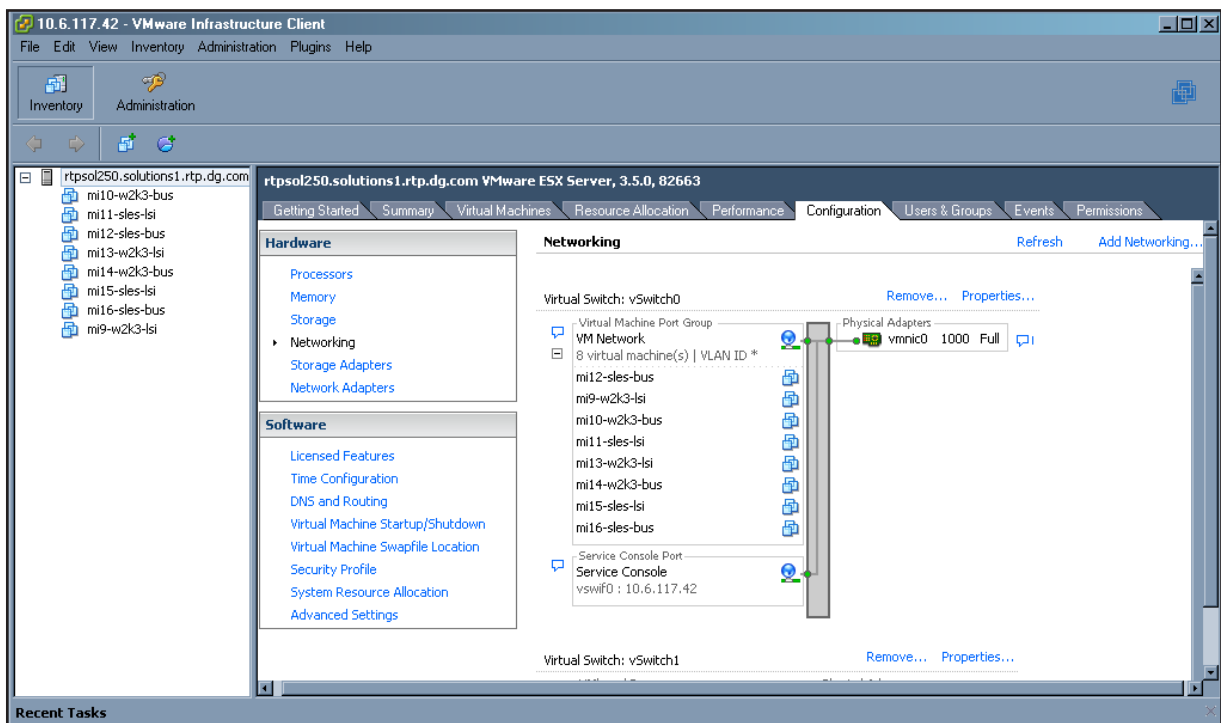 10.6.117.42 - VMware Infrastructure Client
File Edit View Inventory Administration Plugins Help
Inventory Administration
rtpsol250.solutions1.rtp.dg.com
mi10-w2k3-bus
mi11-sles-lsi
mi12-sles-bus
mi13-w2k3-lsi
mi14-w2k3-bus
mi15-sles-lsi
mi16-sles-bus
mi9-w2k3-lsi
rtpsol250.solutions1.rtp.dg.com VMware ESX Server, 3.5.0, 82663
Getting Started Summary Virtual Machines Resource Allocation Performance Configuration Users & Groups Events Permissions
Hardware
Processors
Memory
Storage
Networking
Storage Adapters
Network Adapters
Software
Licensed Features
Time Configuration
DNS and Routing
Virtual Machine Startup/Shutdown
Virtual Machine Swapfile Location
Security Profile
System Resource Allocation
Advanced Settings
Networking Refresh Add Networking...
Virtual Switch: vSwitch0 Remove... Properties...
Virtual Machine Port Group
VM Network
8 virtual machine(s) | VLAN ID *
mi12-sles-bus
mi9-w2k3-lsi
mi10-w2k3-bus
mi11-sles-lsi
mi13-w2k3-lsi
mi14-w2k3-bus
mi15-sles-lsi
mi16-sles-bus
Physical Adapters
vmnic0 1000 Full
Service Console Port
Service Console
vswif0 : 10.6.117.42
Virtual Switch: vSwitch1 Remove... Properties...
Recent Tasks